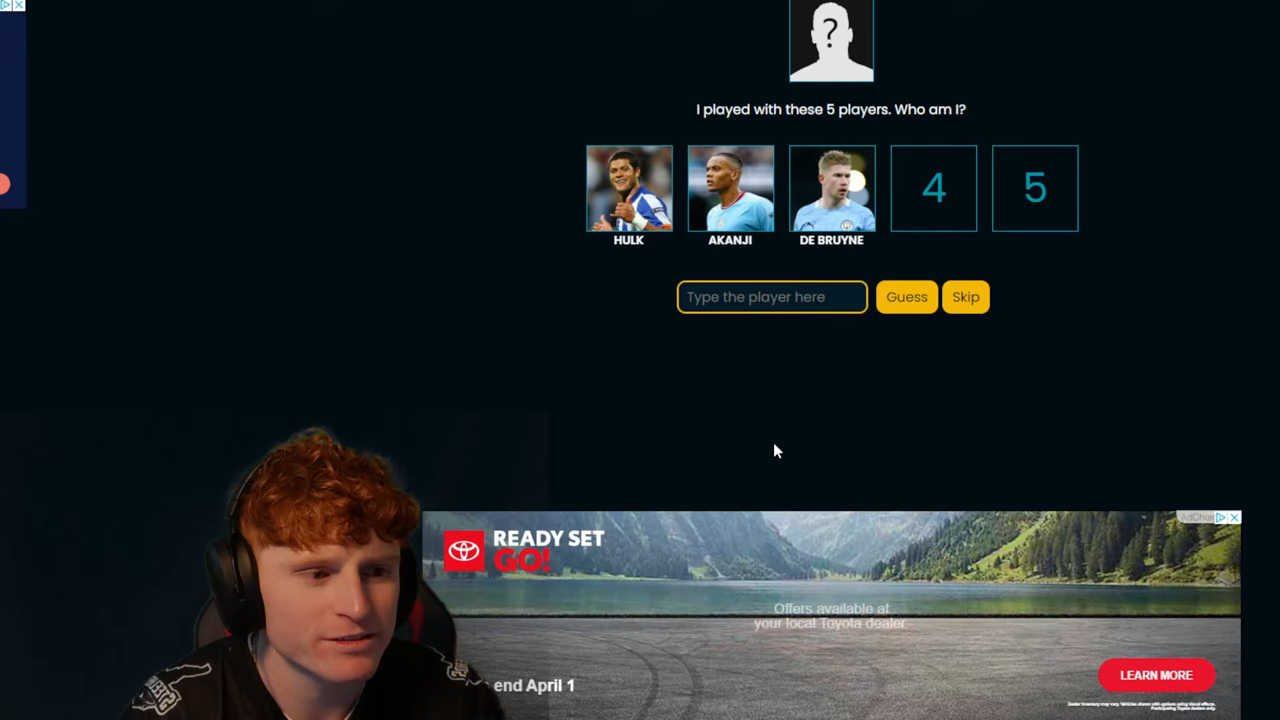 ?
I played with these 5 players. Who am I?
4
5
HULK
AKANJI
DE BRUYNE
Type the player here
Guess
Skip
READY SET
GO!
Offers available at
your local Toyota dealer.
end April 1
LEARN MORE